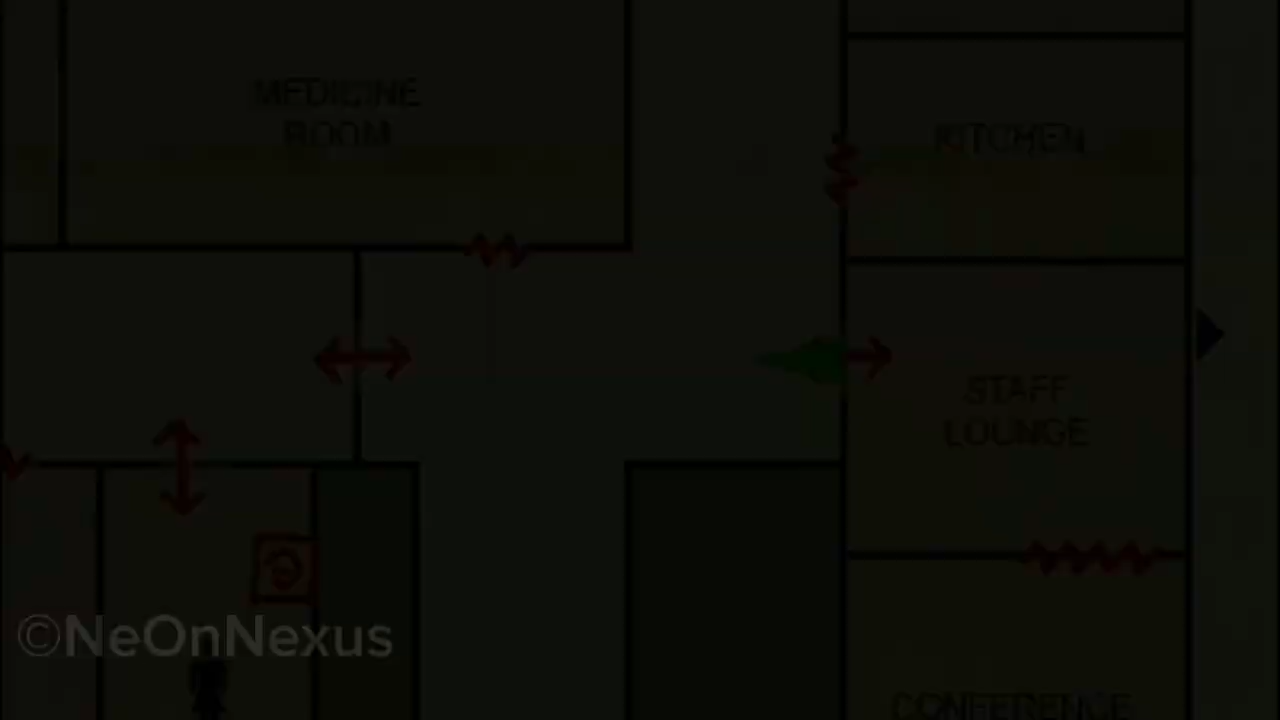 MEDICINE
ROOM
KITCHEN
STAFF
LOUNGE
©NeOnNexus
CONFERENCE